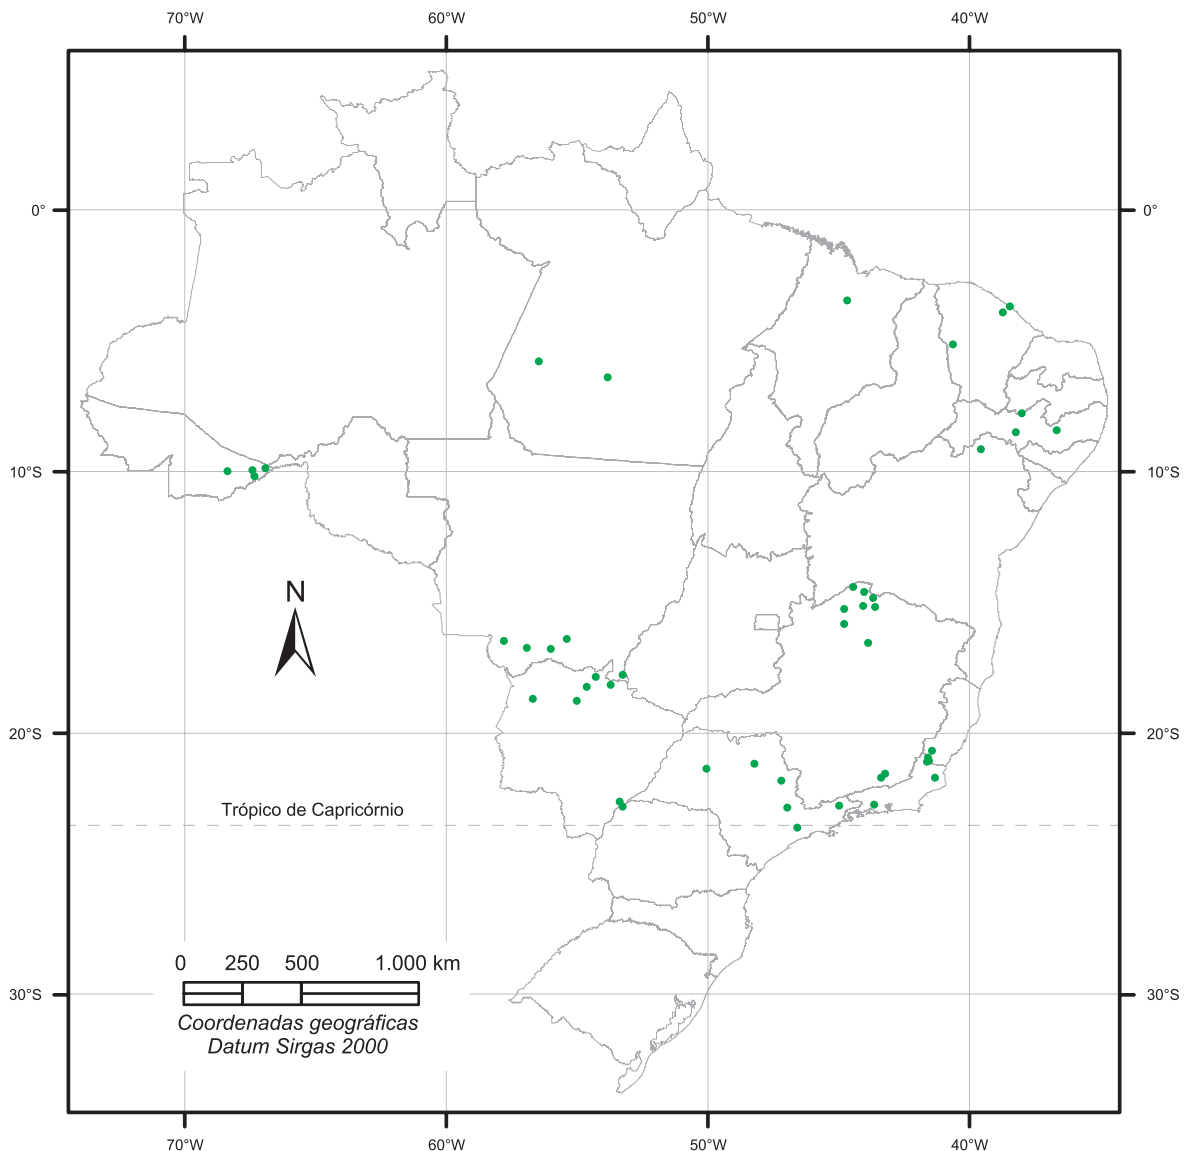 70°W 60°W 50°W 40°W
0° 0°
10°S 10°S
N
20°S 20°S
Trópico de Capricórnio
0 250 500 1.000 km
30°S 30°S
Coordenadas geográficas
Datum Sirgas 2000
70°W 60°W 50°W 40°W